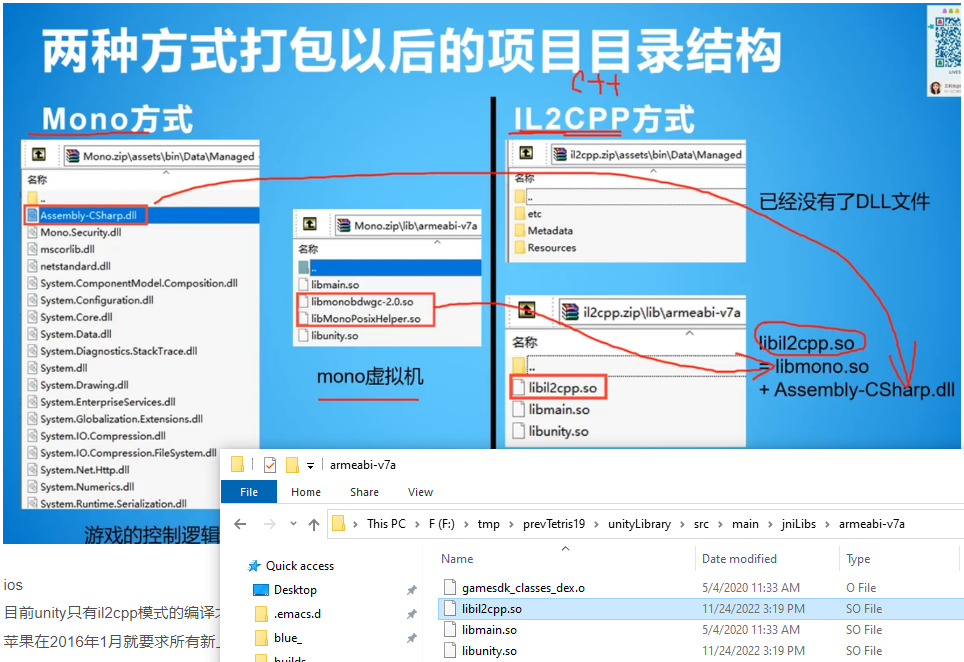 两种方式打包以后的项目目录结构
C++
Mono方式
Mono.zip\assets\bin\Data\Managed
名称
..
Assembly-CSharp.dll
Mono.Security.dll
mscorlib.dll
netstandard.dll
System.ComponentModel.Composition.dll
System.Configuration.dll
System.Core.dll
System.Data.dll
System.Diagnostics.StackTrace.dll
System.dll
System.Drawing.dll
System.EnterpriseServices.dll
System.Globalization.Extensions.dll
System.IO.Compression.dll
System.IO.Compression.FileSystem.dll
System.Net.Http.dll
System.Numerics.dll
System.Runtime.Serialization.dll
游戏的控制逻辑
Mono.zip\lib\armeabi-v7a
名称
..
libmain.so
libmonobdwgc-2.0.so
libMonoPosixHelper.so
libunity.so
mono虚拟机
IL2CPP方式
il2cpp.zip\assets\bin\Data\Managed
名称
..
etc
Metadata
Resources
已经没有了DLL文件
il2cpp.zip\lib\armeabi-v7a
名称
..
libil2cpp.so
libmain.so
libunity.so
libil2cpp.so
= libmono.so
+ Assembly-CSharp.dll
ios
目前unity只有il2cpp模式的编译
苹果在2016年1月就要求所有新
armeabi-v7a
File Home Share View
This PC > F (F:) > tmp > prevTetris19 > unityLibrary > src > main > jniLibs > armeabi-v7a
Quick access
Desktop
.emacs.d
blue_
builds
Name Date modified Type
gamesdk_classes_dex.o 5/4/2020 11:33 AM O File
libil2cpp.so 11/24/2022 3:19 PM SO File
libmain.so 5/4/2020 11:33 AM SO File
libunity.so 11/24/2022 3:19 PM SO File